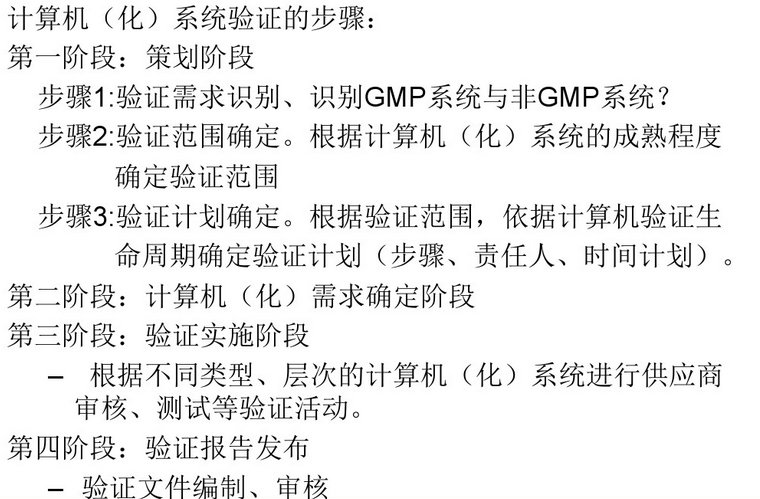 计算机（化）系统验证的步骤：
第一阶段：策划阶段
步骤1:验证需求识别、识别GMP系统与非GMP系统？
步骤2:验证范围确定。根据计算机（化）系统的成熟程度
确定验证范围
步骤3:验证计划确定。根据验证范围，依据计算机验证生
命周期确定验证计划（步骤、责任人、时间计划）。
第二阶段：计算机（化）需求确定阶段
第三阶段：验证实施阶段
– 根据不同类型、层次的计算机（化）系统进行供应商
审核、测试等验证活动。
第四阶段：验证报告发布
– 验证文件编制、审核